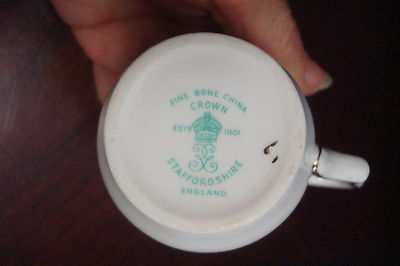 FINE BONE CHINA
CROWN
ESTD 1801
STAFFORDSHIRE
ENGLAND